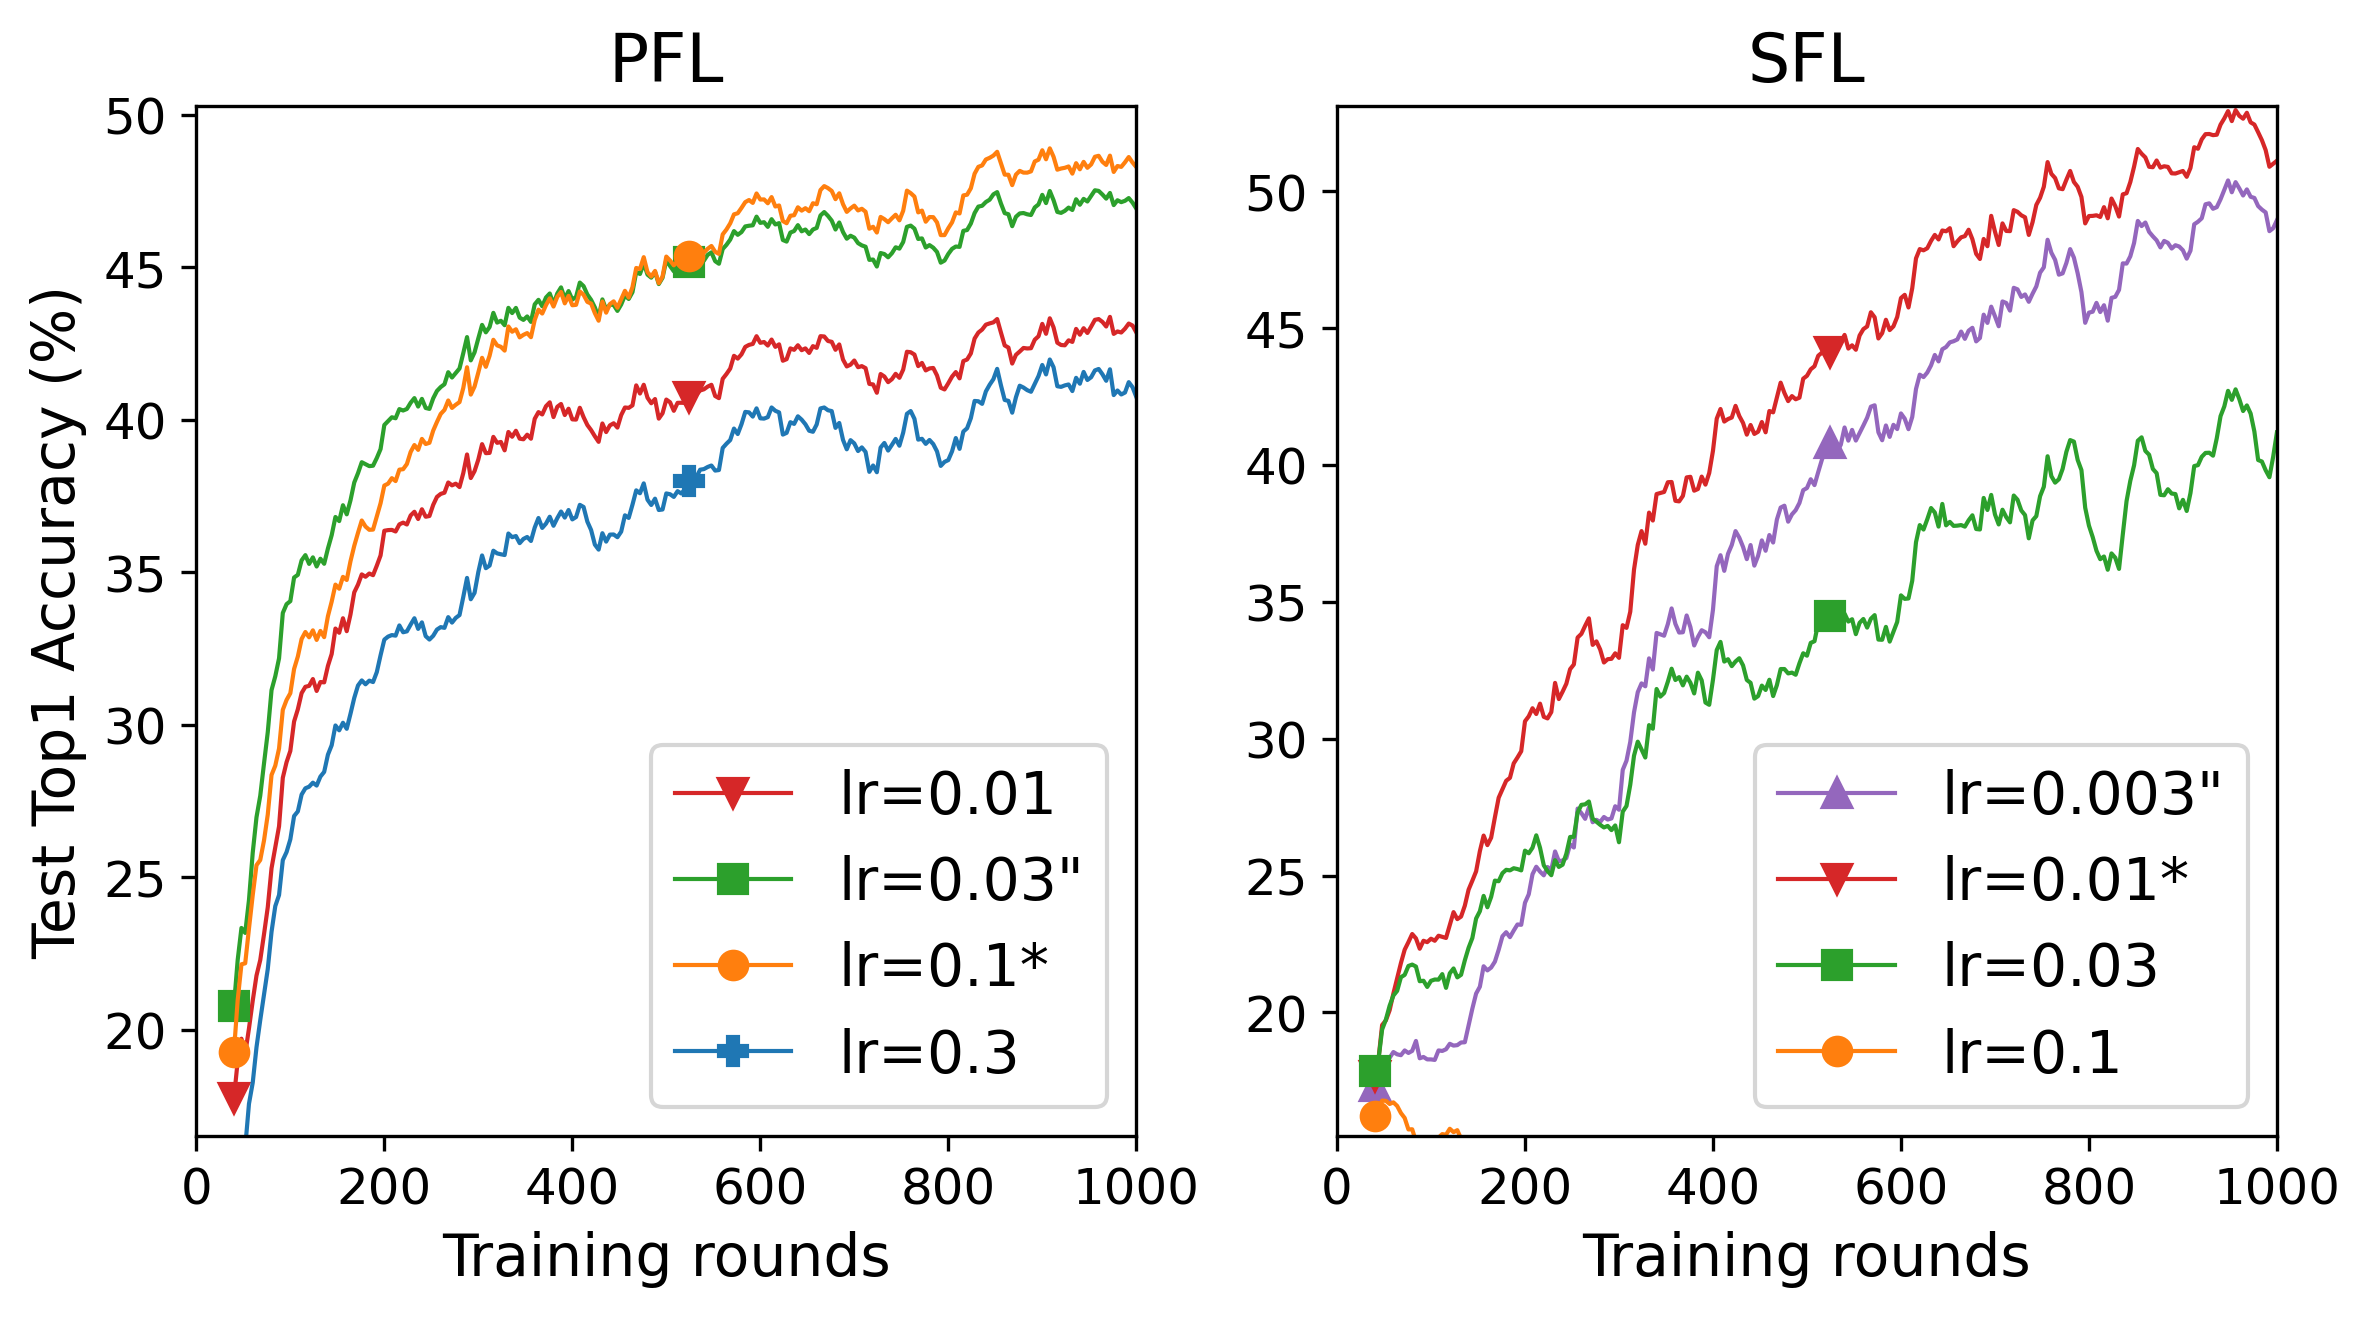 PFL
SFL
Test Top1 Accuracy (%)
50
45
40
35
30
25
20
lr=0.01
lr=0.03"
lr=0.1*
lr=0.3
0 200 400 600 800 1000
Training rounds
50
45
40
35
30
25
20
lr=0.003"
lr=0.01*
lr=0.03
lr=0.1
0 200 400 600 800 1000
Training rounds